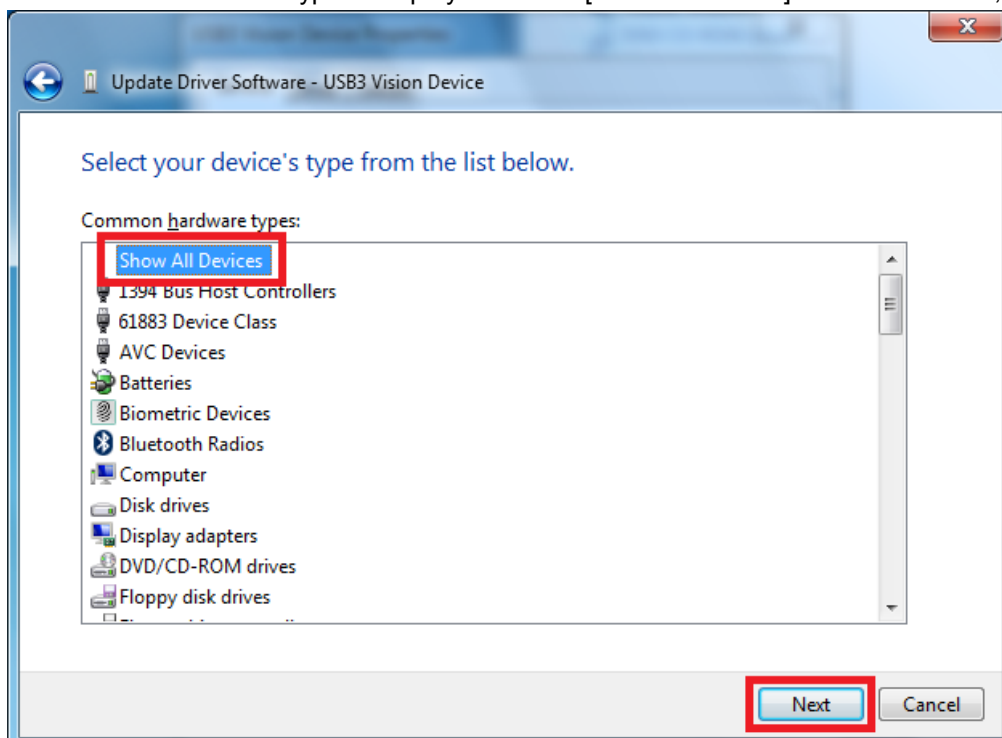 Update Driver Software - USB3 Vision Device
Select your device's type from the list below.
Common hardware types:
Show All Devices
1394 Bus Host Controllers
61883 Device Class
AVC Devices
Batteries
Biometric Devices
Bluetooth Radios
Computer
Disk drives
Display adapters
DVD/CD-ROM drives
Floppy disk drives
Next
Cancel